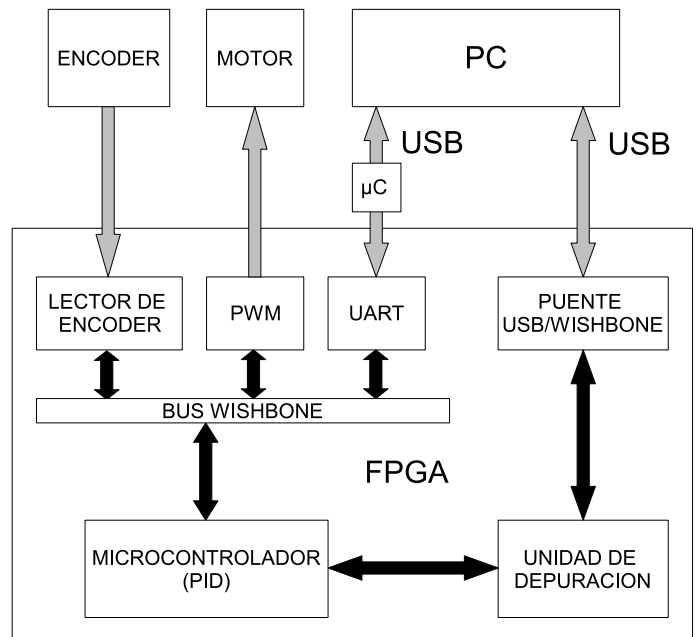 ENCODER
MOTOR
PC
USB
USB
µC
LECTOR DE
ENCODER
PWM
UART
PUENTE
USB/WISHBONE
BUS WISHBONE
FPGA
MICROCONTROLADOR
(PID)
UNIDAD DE
DEPURACION